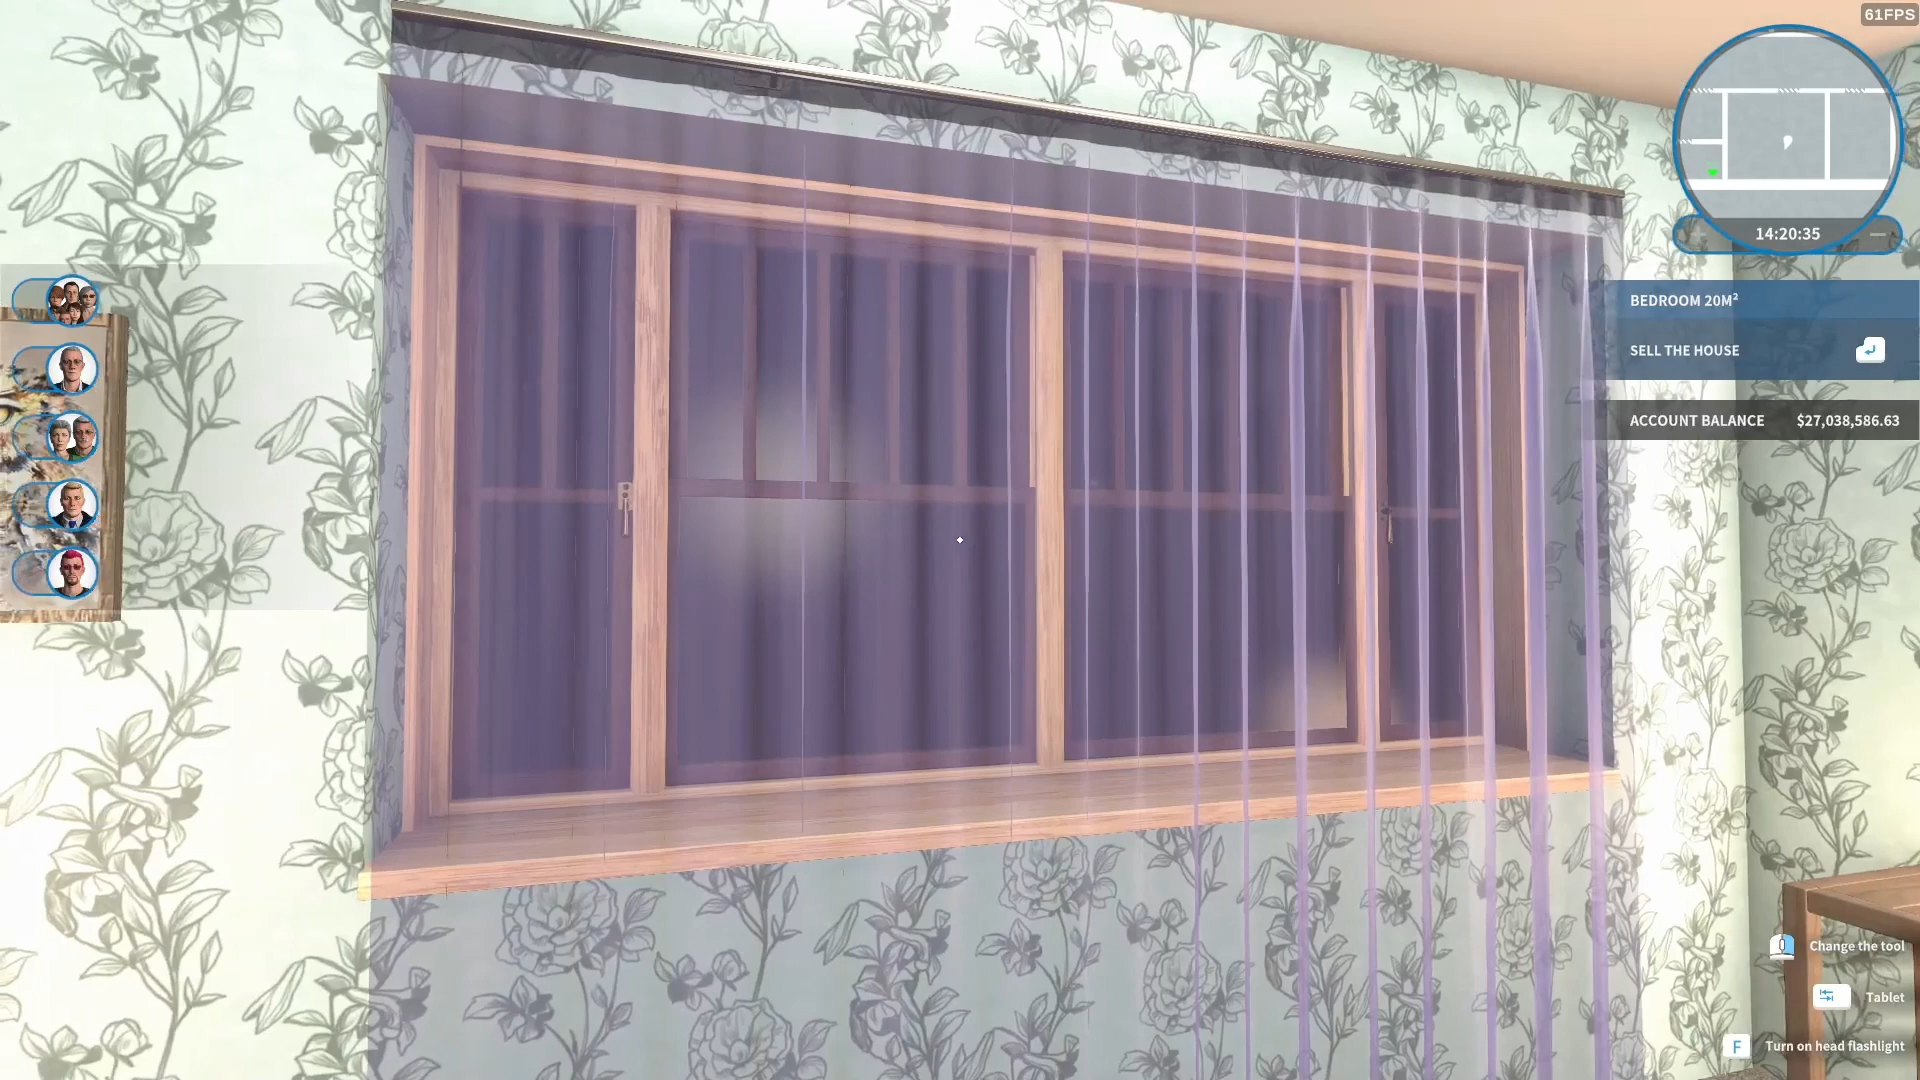 61FPS
14:20:35
BEDROOM 20M²
SELL THE HOUSE
ACCOUNT BALANCE $27,038,586.63
Change the tool
Tablet
F Turn on head flashlight